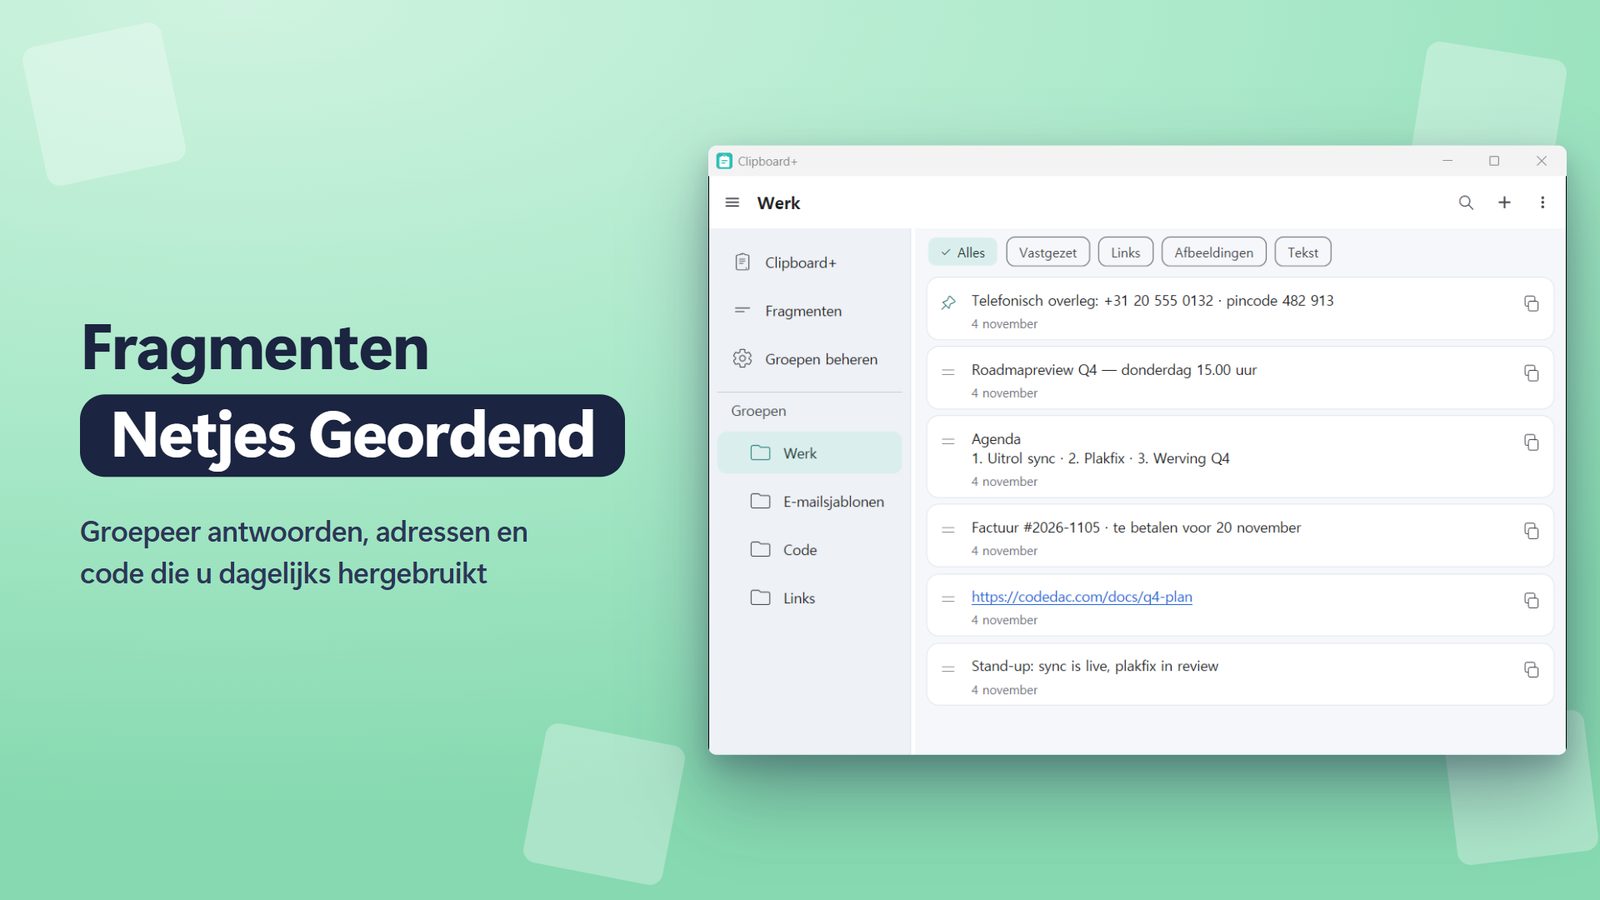 Fragmenten
Netjes Geordend
Groepeer antwoorden, adressen en
code die u dagelijks hergebruikt
Clipboard+
Werk
Clipboard+
Fragmenten
Groepen beheren
Groepen
Werk
E-mailsjablonen
Code
Links
Alles
Vastgezet
Links
Afbeeldingen
Tekst
Telefonisch overleg: +31 20 555 0132 · pincode 482 913
4 november
Roadmapreview Q4 — donderdag 15.00 uur
4 november
Agenda
1. Uitrol sync · 2. Plakfix · 3. Werving Q4
4 november
Factuur #2026-1105 · te betalen voor 20 november
4 november
https://codedac.com/docs/q4-plan
4 november
Stand-up: sync is live, plakfix in review
4 november